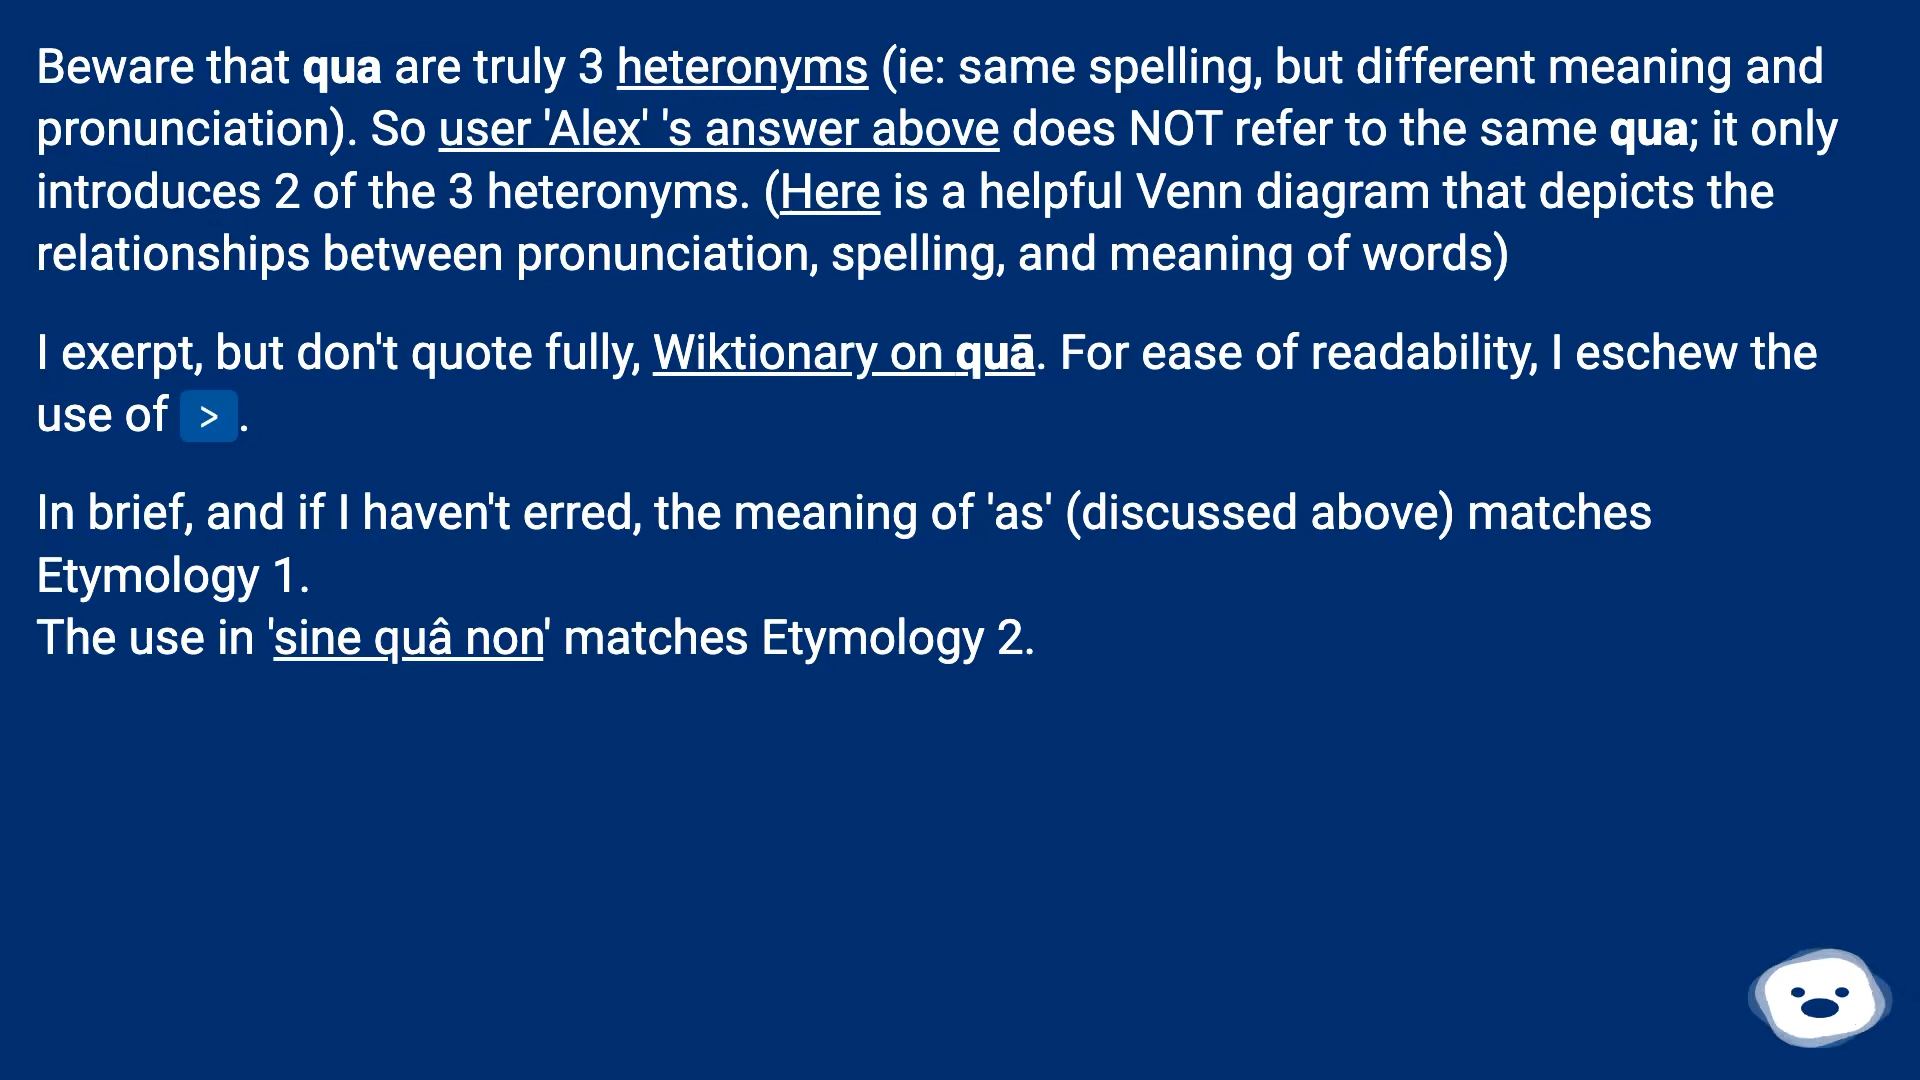 Beware that qua are truly 3 heteronyms (ie: same spelling, but different meaning and
pronunciation). So user 'Alex' 's answer above does NOT refer to the same qua; it only
introduces 2 of the 3 heteronyms. (Here is a helpful Venn diagram that depicts the
relationships between pronunciation, spelling, and meaning of words)
I exerpt, but don't quote fully, Wiktionary on quā. For ease of readability, I eschew the
use of > .
In brief, and if I haven't erred, the meaning of 'as' (discussed above) matches
Etymology 1.
The use in 'sine quâ non' matches Etymology 2.